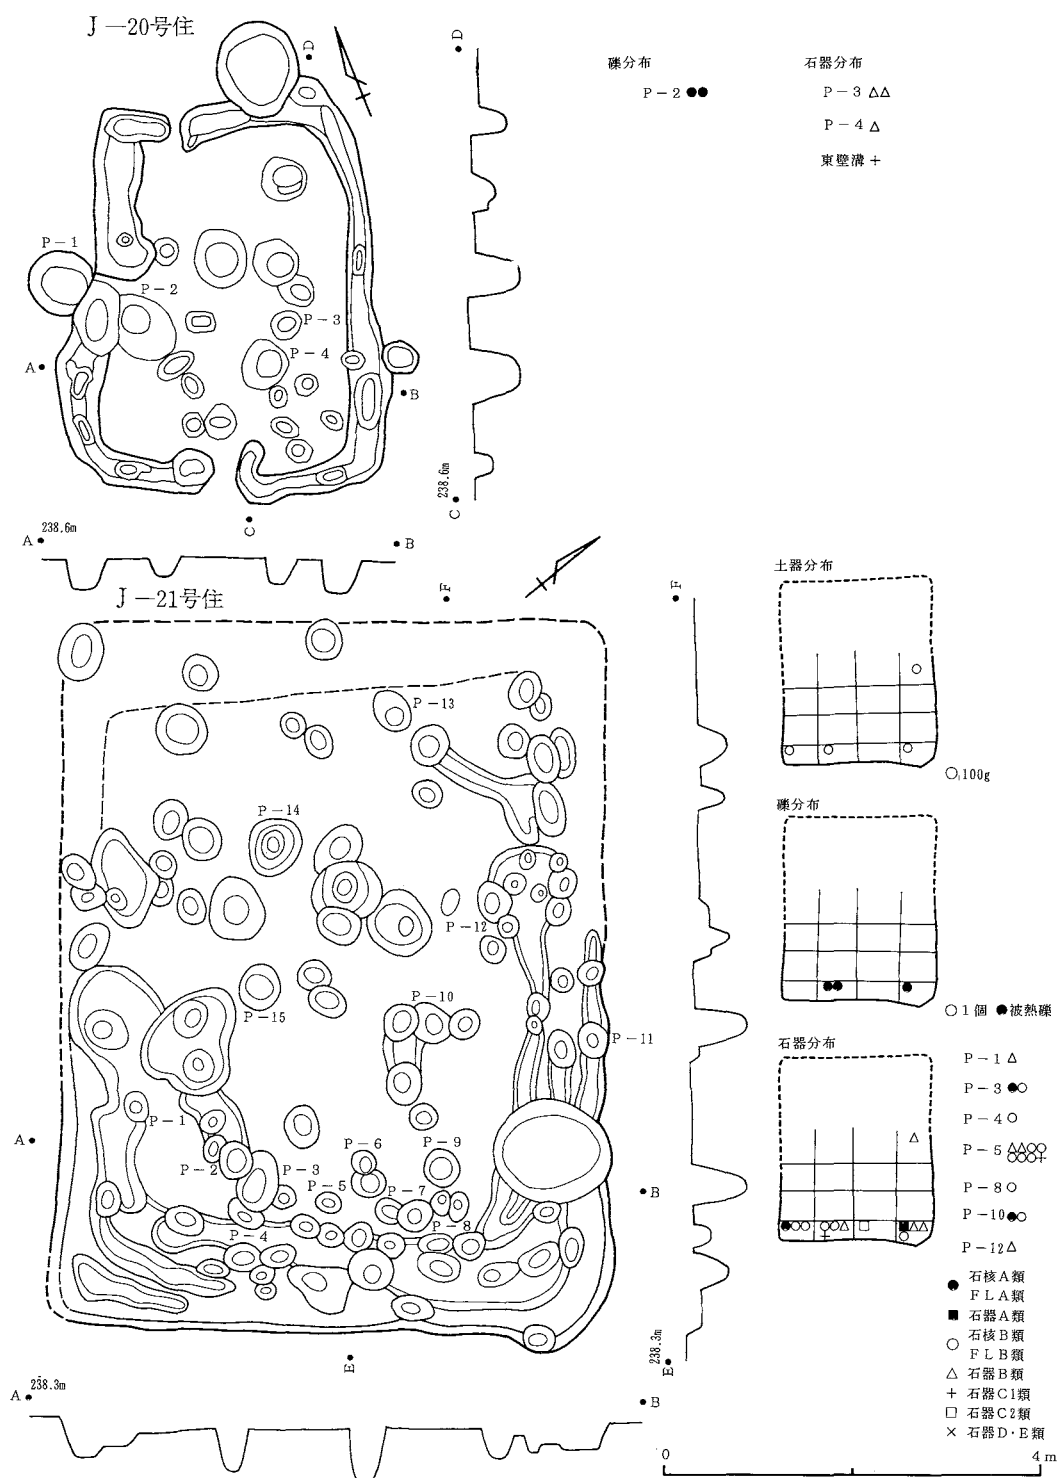 J－20号住
D
D
礫分布
P－2 ●●
石器分布
P－3 △△
P－4 △
東壁溝 ＋
P－1
P－2
P－3
P－4
A
B
C
238.6m
C
A
238.6m
B
J－21号住
F
F
P－13
P－14
P－12
P－15
P－10
P－11
P－1
P－2
P－3
P－4
P－5
P－6
P－7
P－8
P－9
A
B
E
238.3m
E
A
238.3m
B
土器分布
○100g
礫分布
○1個 ●被熱礫
石器分布
P－1 △
P－3 ●○
P－4 ○
P－5 △△○○
○○○＋
P－8 ○
P－10 ●○
P－12 △
● 石核A類
FLA類
■ 石器A類
○ 石核B類
FLB類
△ 石器B類
＋ 石器C1類
□ 石器C2類
× 石器D・E類
0
4m